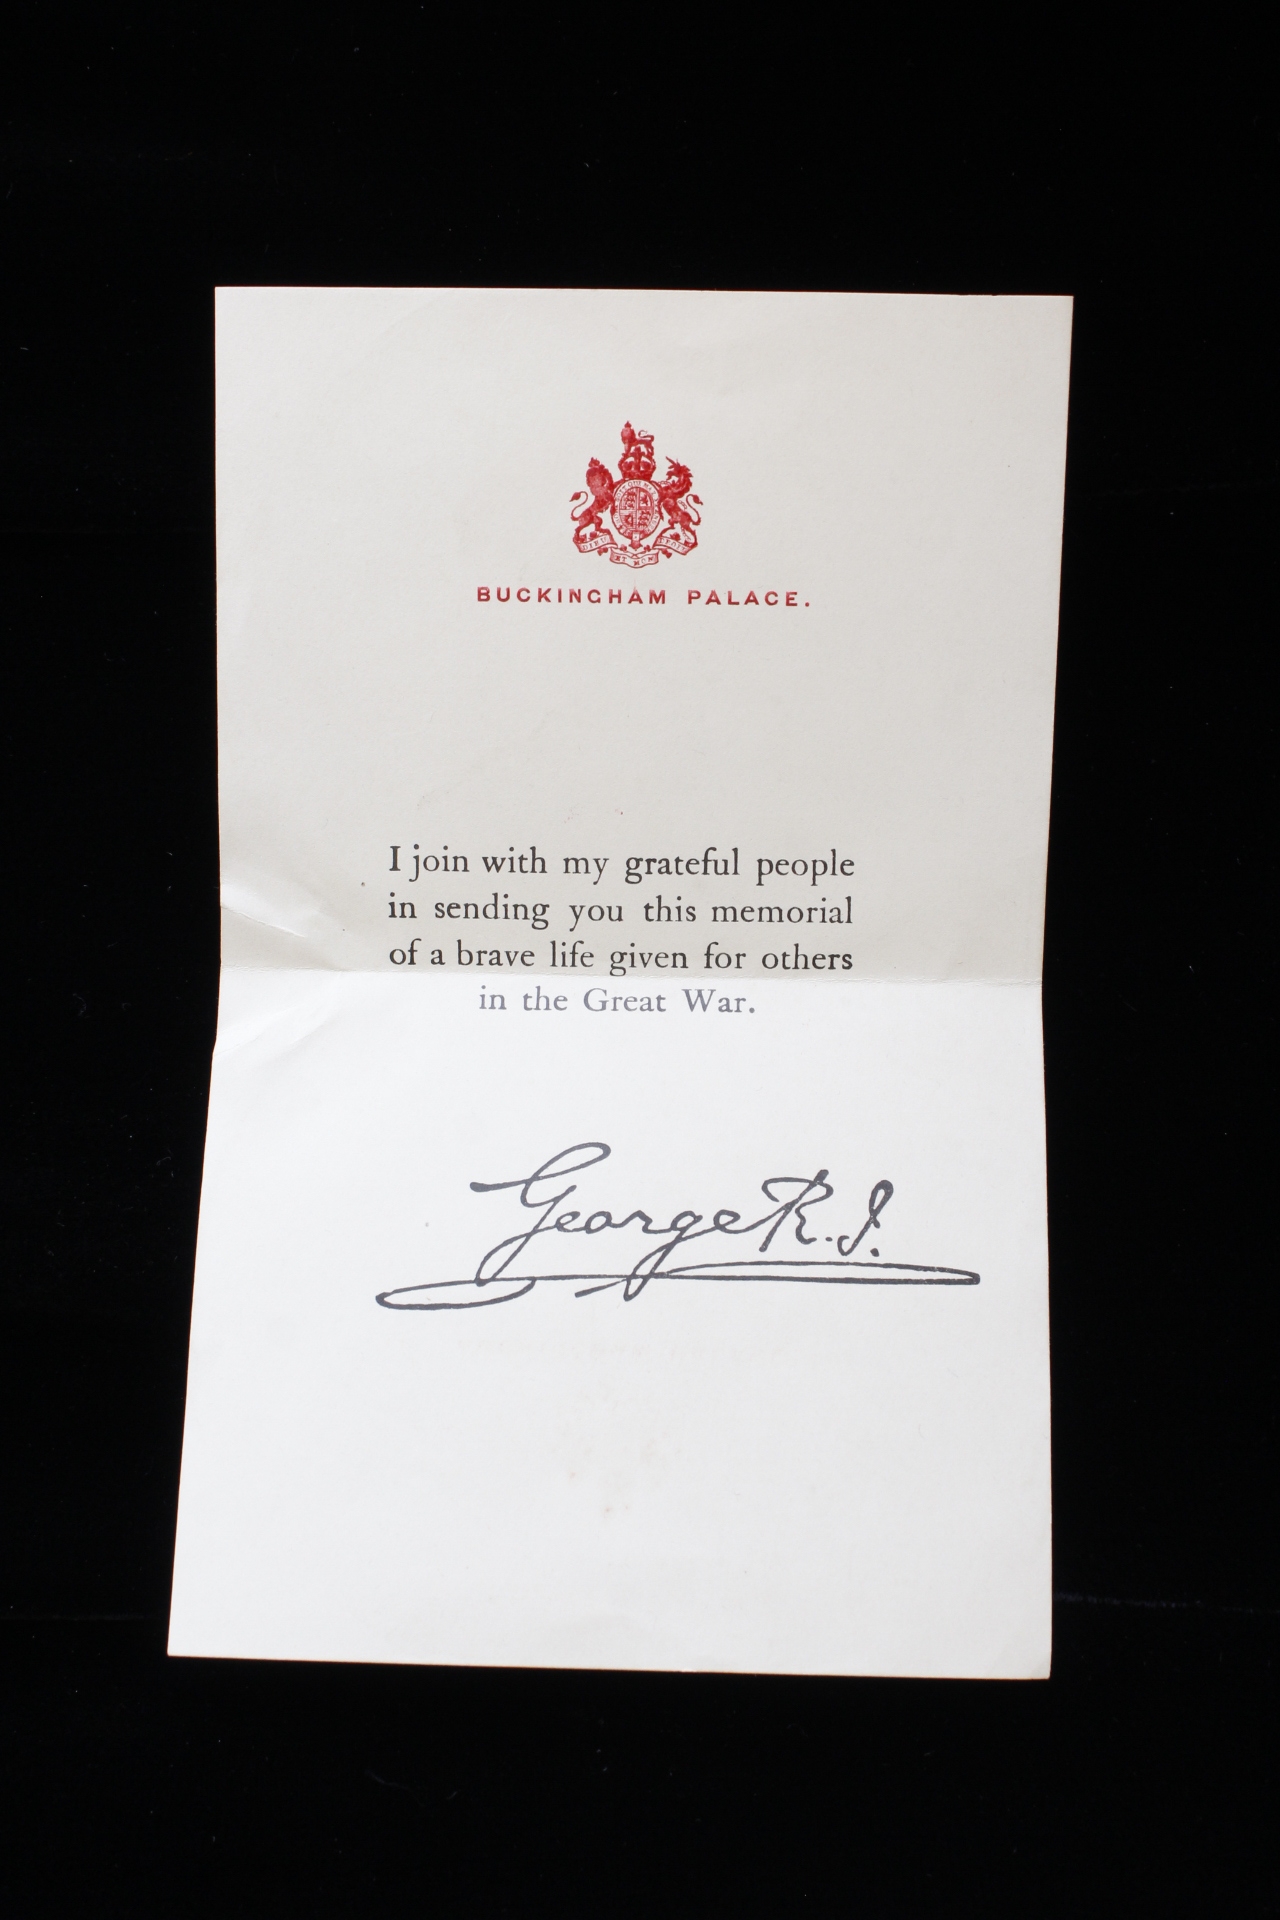 BUCKINGHAM PALACE.
I join with my grateful people
in sending you this memorial
of a brave life given for others
in the Great War.
George R.I.